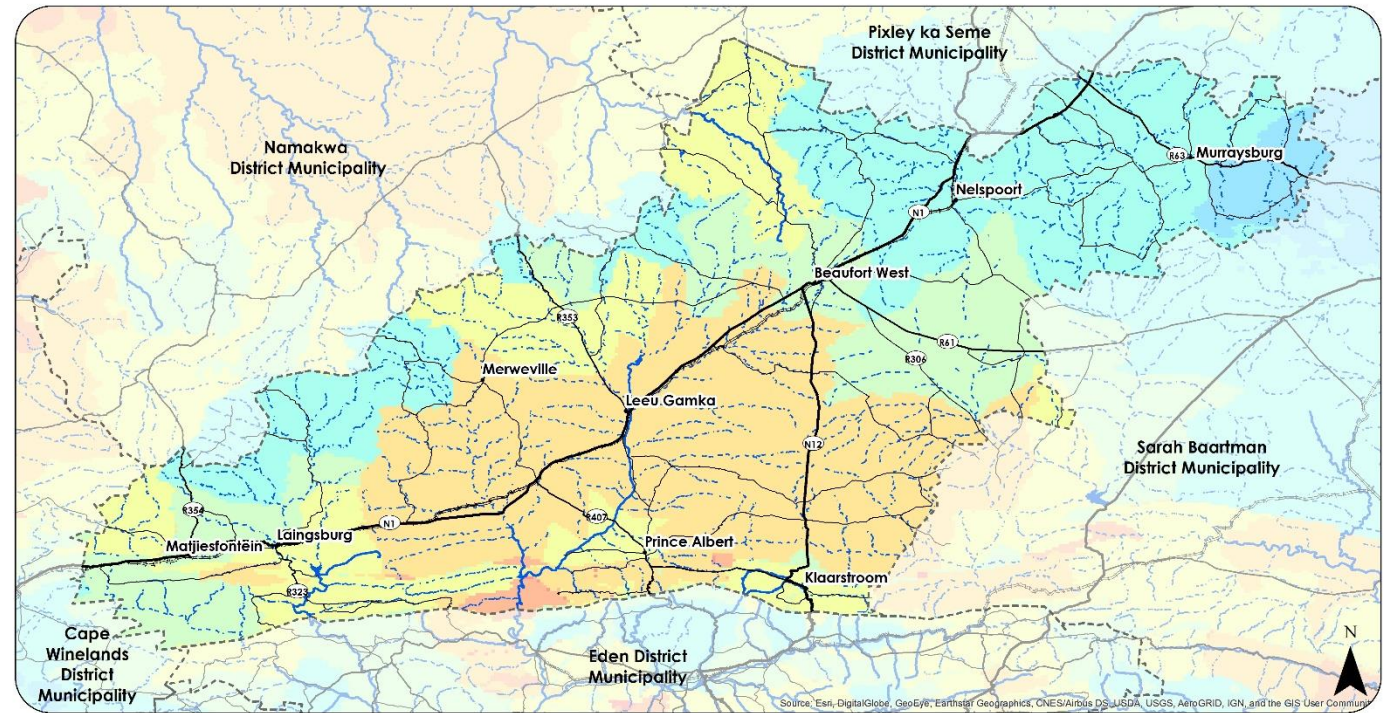 Pixley ka Seme
District Municipality
Namakwa
District Municipality
R63
Murraysburg
Nelspoort
N1
Beaufort West
R353
R61
R306
Merweville
Leeu Gamka
N12
Sarah Baartman
District Municipality
R354
R407
N1
Laingsburg
Matjiesfontein
Prince Albert
Klaarstroom
R323
Cape
Winelands
District
Municipality
Eden District
Municipality
N
Source: Esri, DigitalGlobe, GeoEye, Earthstar Geographics, CNES/Airbus DS, USDA, USGS, AeroGRID, IGN, and the GIS User